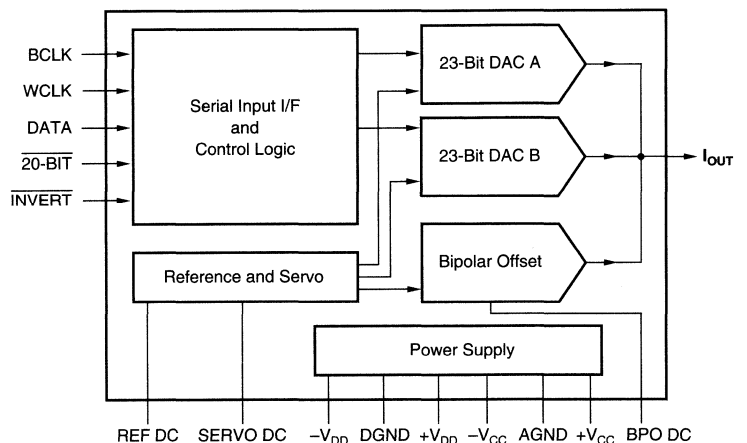 BCLK
WCLK
DATA
20-BIT
INVERT
Serial Input I/F
and
Control Logic
23-Bit DAC A
23-Bit DAC B
Bipolar Offset
IOUT
Reference and Servo
Power Supply
REF DC SERVO DC –VDD DGND +VDD –VCC AGND +VCC BPO DC